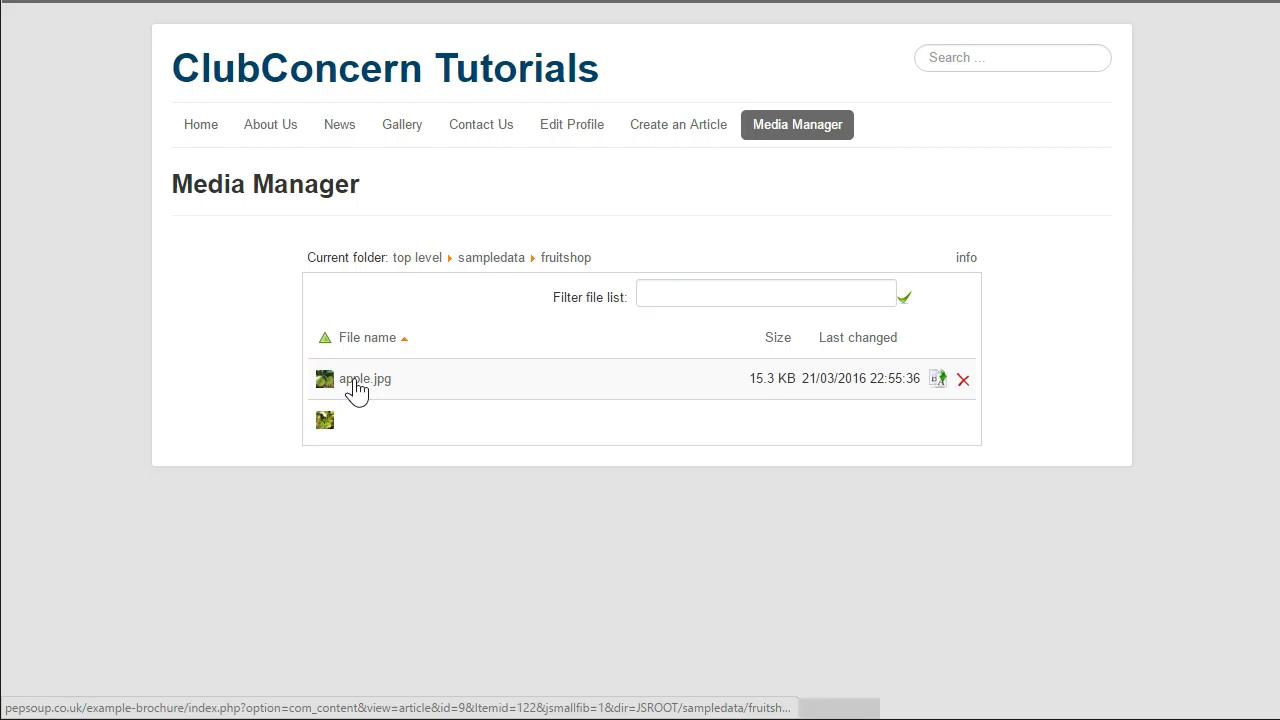 ClubConcern Tutorials
Search ...
Home About Us News Gallery Contact Us Edit Profile Create an Article Media Manager
Media Manager
Current folder: top level sampledata fruitshop info
Filter file list:
File name Size Last changed
apple.jpg 15.3 KB 21/03/2016 22:55:36
pepsoup.co.uk/example-brochure/index.php?option=com_content&view=article&id=9&Itemid=122&jsmallfib=1&dir=JSROOT/sampledata/fruitsh...